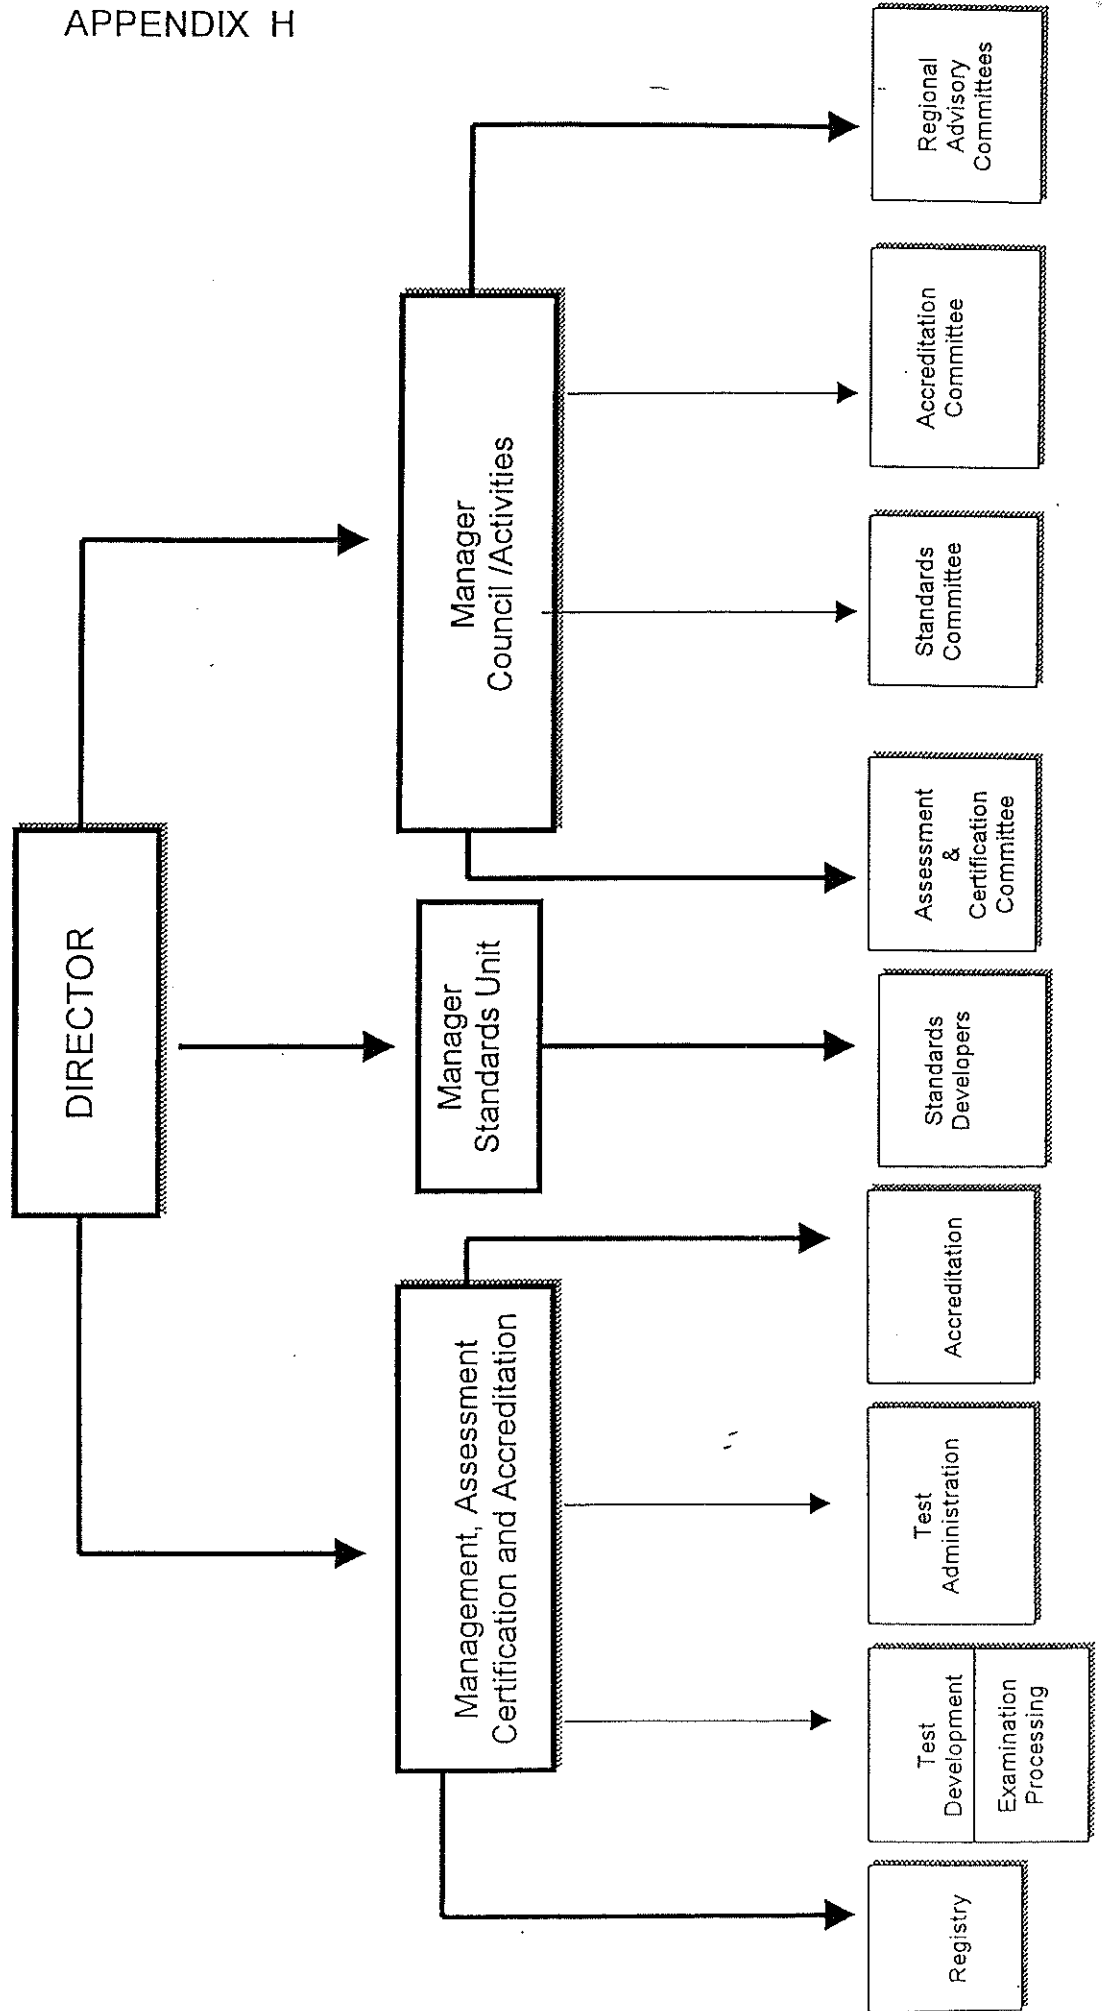 APPENDIX H
DIRECTOR
Management, Assessment
Certification and Accreditation
Manager
Standards Unit
Manager
Council /Activities
Registry
Test
Development
Examination
Processing
Test
Administration
Accreditation
Standards
Developers
Assessment
&
Certification
Committee
Standards
Committee
Accreditation
Committee
Regional
Advisory
Committees